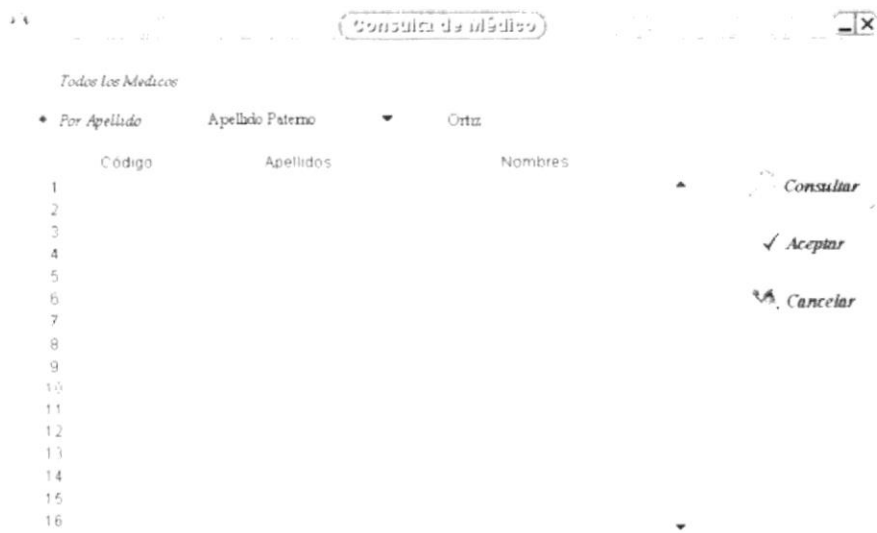 Consulta de Médico
Todos los Medicos
Por Apellido Apellido Paterno Ortiz
Código Apellidos Nombres
1
2
3
4
5
6
7
8
9
10
11
12
13
14
15
16
Consultar
Aceptar
Cancelar